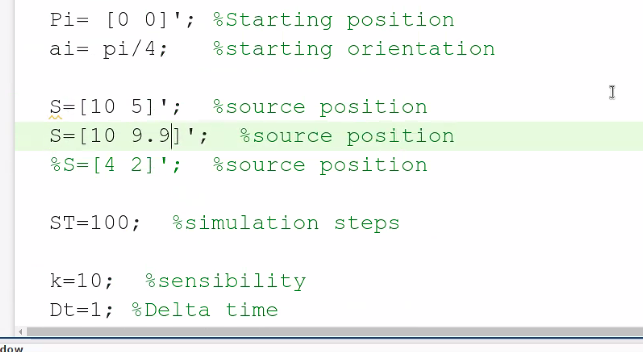 Pi= [0 0]'; %Starting position
ai= pi/4; %starting orientation
S=[10 5]'; %source position
S=[10 9.9]'; %source position
%S=[4 2]'; %source position
ST=100; %simulation steps
k=10; %sensibility
Dt=1; %Delta time
dow